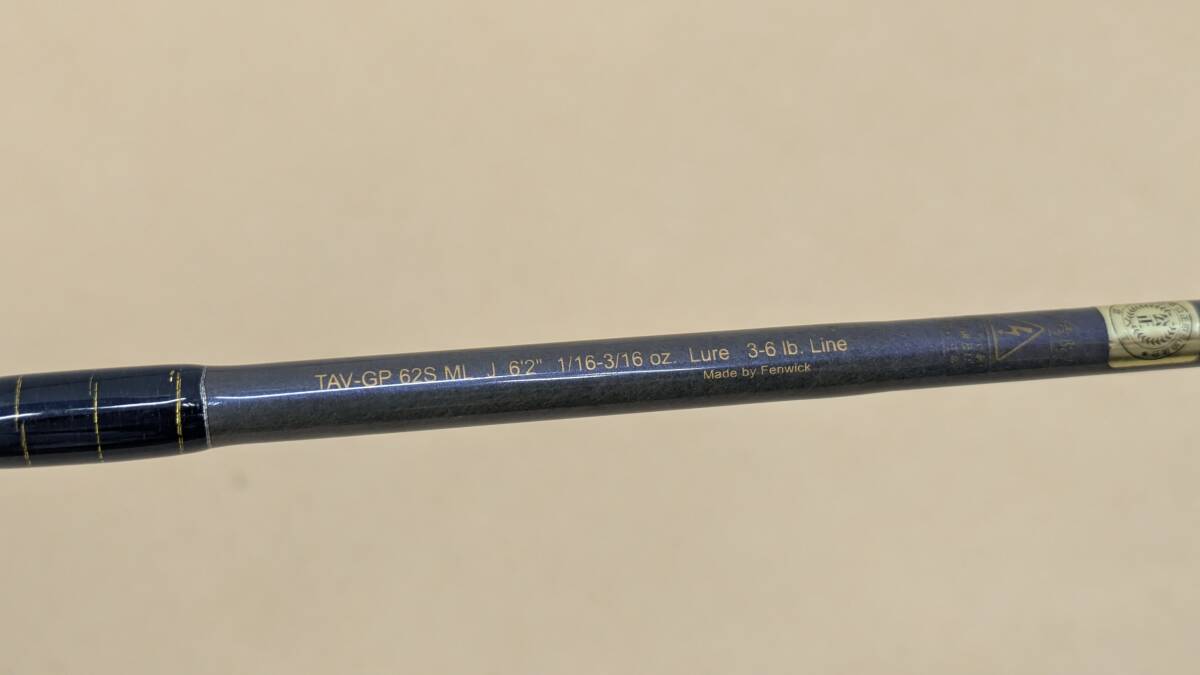 TAV-GP 62S ML J 6'2" 1/16-3/16 oz. Lure 3-6 lb. Line
Made by Fenwick